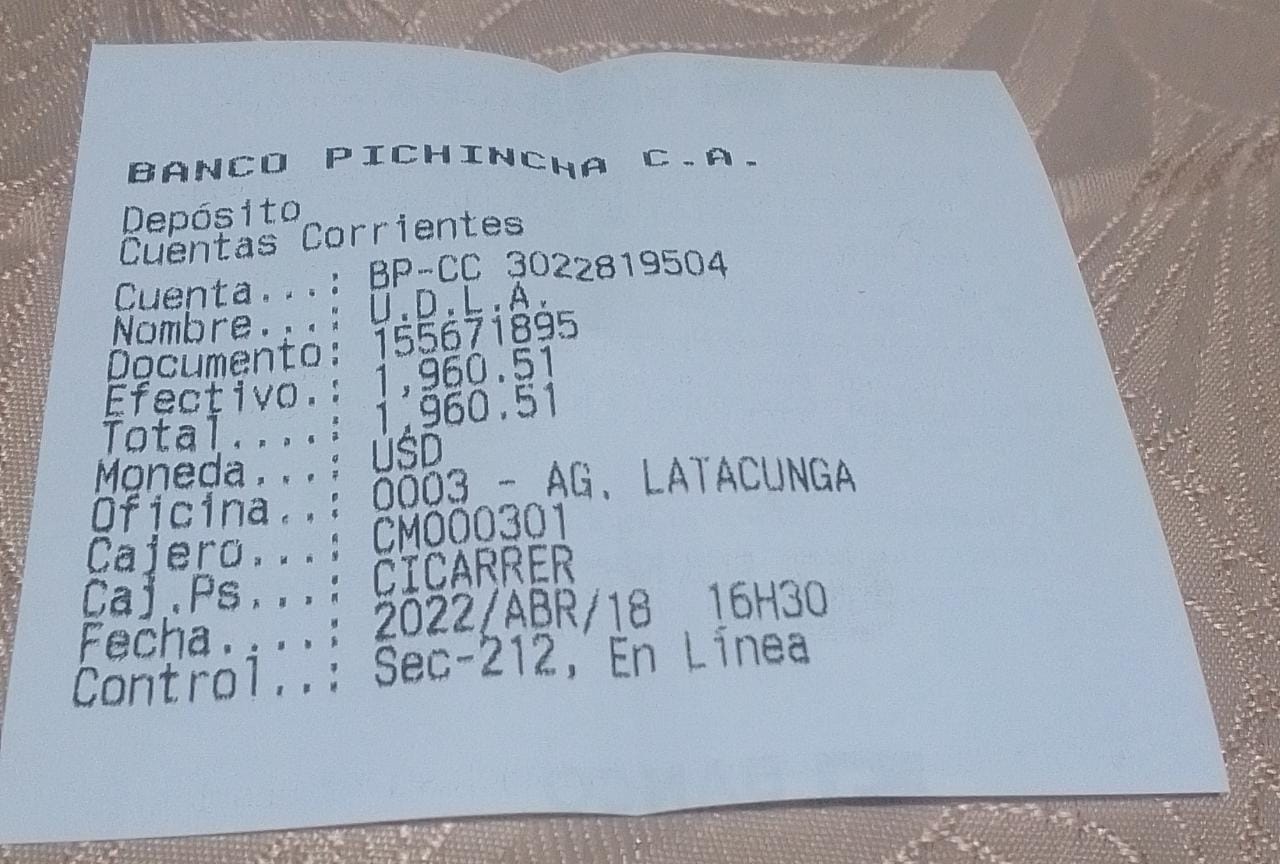 BANCO PICHINCHA C.A.
Depósito
Cuentas Corrientes
Cuenta...: BP-CC 3022819504
Nombre...: U.D.L.A.
Documento: 155671895
Efectivo.: 1,960.51
Total....: 1,960.51
Moneda...: USD
Oficina..: 0003 - AG. LATACUNGA
Cajero...: CM000301
Caj.Ps...: CICARRER
Fecha....: 2022/ABR/18 16H30
Control..: Sec-212, En Línea